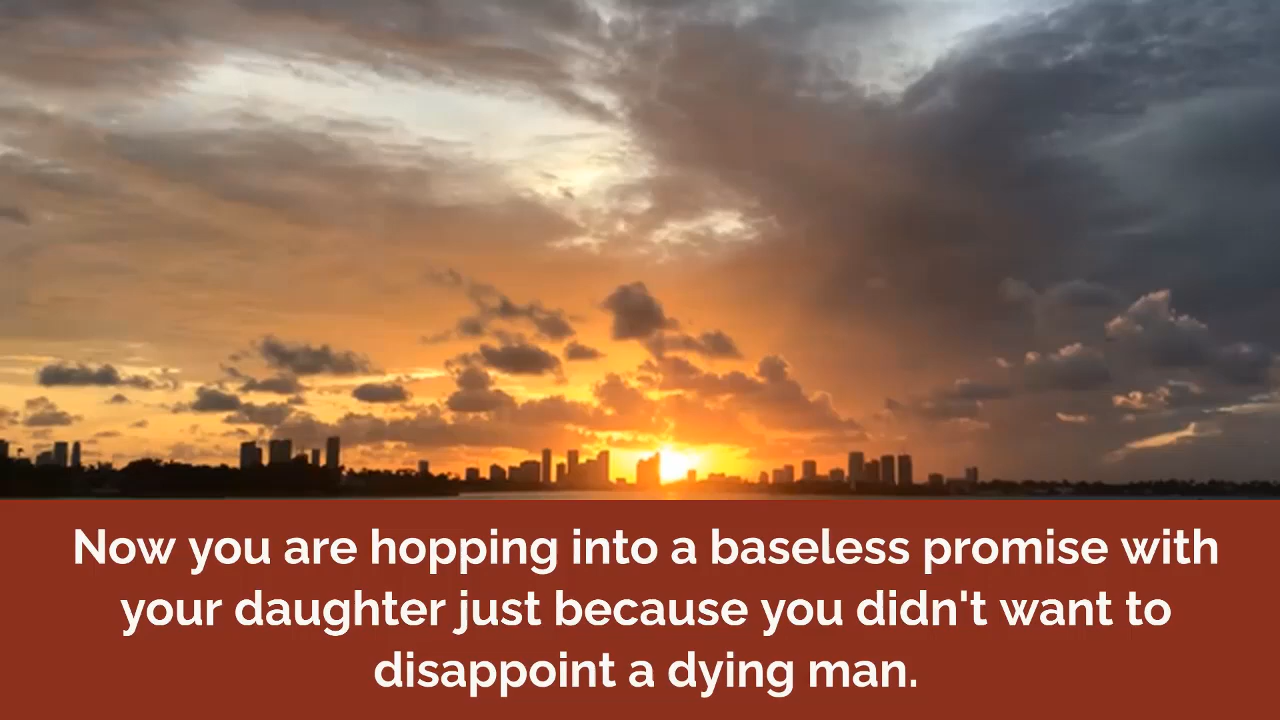 Now you are hopping into a baseless promise with
your daughter just because you didn't want to
disappoint a dying man.